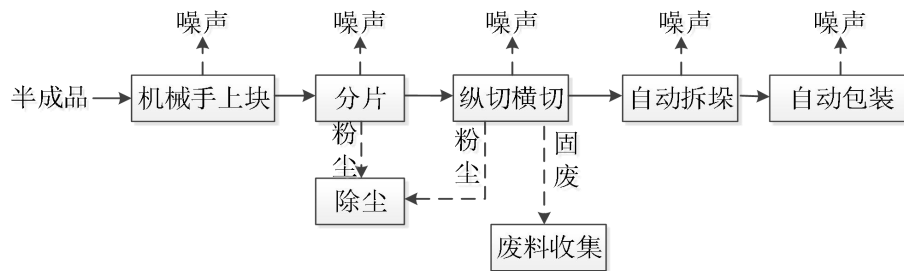 噪声 噪声 噪声 噪声 噪声
半成品 机械手上块 分片 纵切横切 自动拆垛 自动包装
粉尘 粉尘 固废
除尘
废料收集